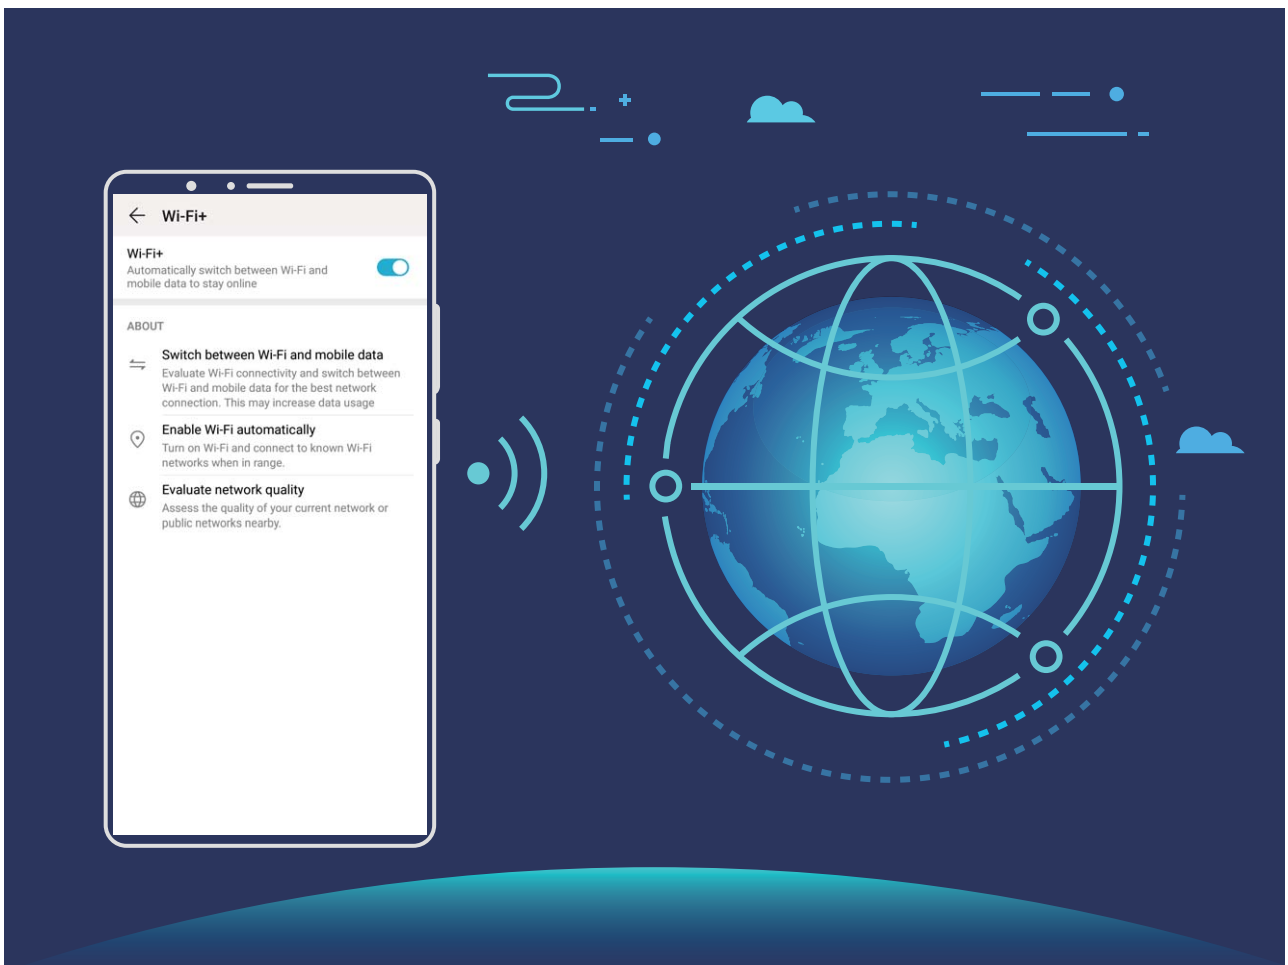 Wi-Fi+
Wi-Fi+
Automatically switch between Wi-Fi and
mobile data to stay online
ABOUT
Switch between Wi-Fi and mobile data
Evaluate Wi-Fi connectivity and switch between
Wi-Fi and mobile data for the best network
connection. This may increase data usage
Enable Wi-Fi automatically
Turn on Wi-Fi and connect to known Wi-Fi
networks when in range.
Evaluate network quality
Assess the quality of your current network or
public networks nearby.